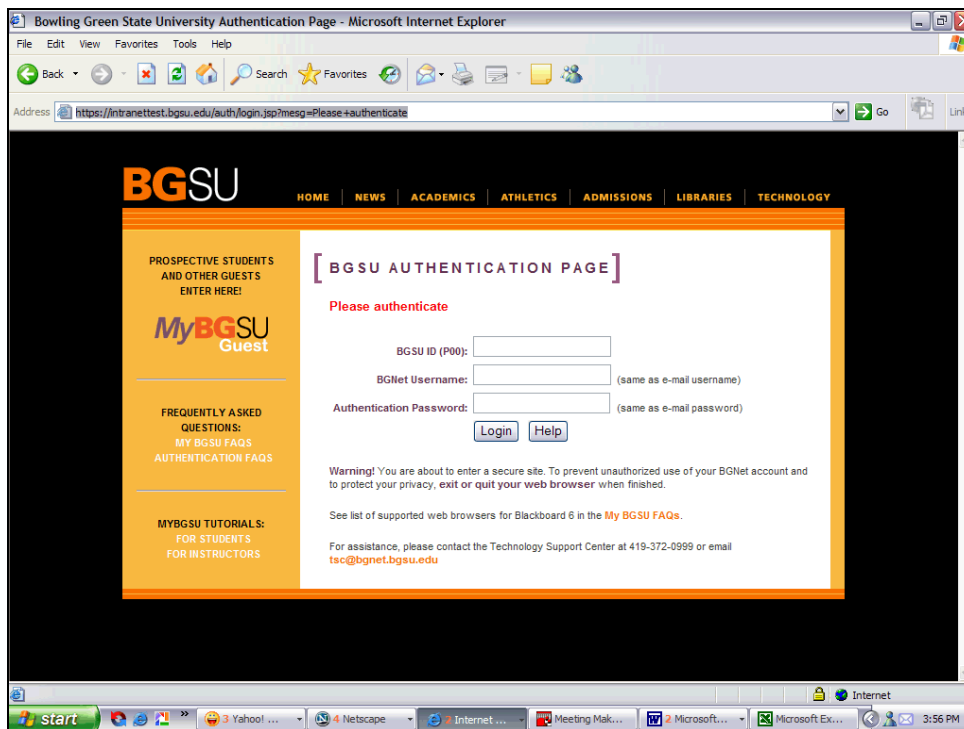 Bowling Green State University Authentication Page - Microsoft Internet Explorer
File Edit View Favorites Tools Help
Back Search Favorites
Address https://intranettest.bgsu.edu/auth/login.jsp?mesg=Please+authenticate Go Link
BGSU
HOME NEWS ACADEMICS ATHLETICS ADMISSIONS LIBRARIES TECHNOLOGY
PROSPECTIVE STUDENTS
AND OTHER GUESTS
ENTER HERE!
MyBGSU
Guest
FREQUENTLY ASKED
QUESTIONS:
MY BGSU FAQS
AUTHENTICATION FAQS
MYBGSU TUTORIALS:
FOR STUDENTS
FOR INSTRUCTORS
[BGSU AUTHENTICATION PAGE]
Please authenticate
BGSU ID (P00):
BGNet Username: (same as e-mail username)
Authentication Password: (same as e-mail password)
Login Help
Warning! You are about to enter a secure site. To prevent unauthorized use of your BGNet account and
to protect your privacy, exit or quit your web browser when finished.
See list of supported web browsers for Blackboard 6 in the My BGSU FAQs.
For assistance, please contact the Technology Support Center at 419-372-0999 or email
tsc@bgnet.bgsu.edu
Internet
start » 3 Yahoo! ... 4 Netscape Internet ... Meeting Mak... 2 Microsoft... Microsoft Ex... 3:56 PM